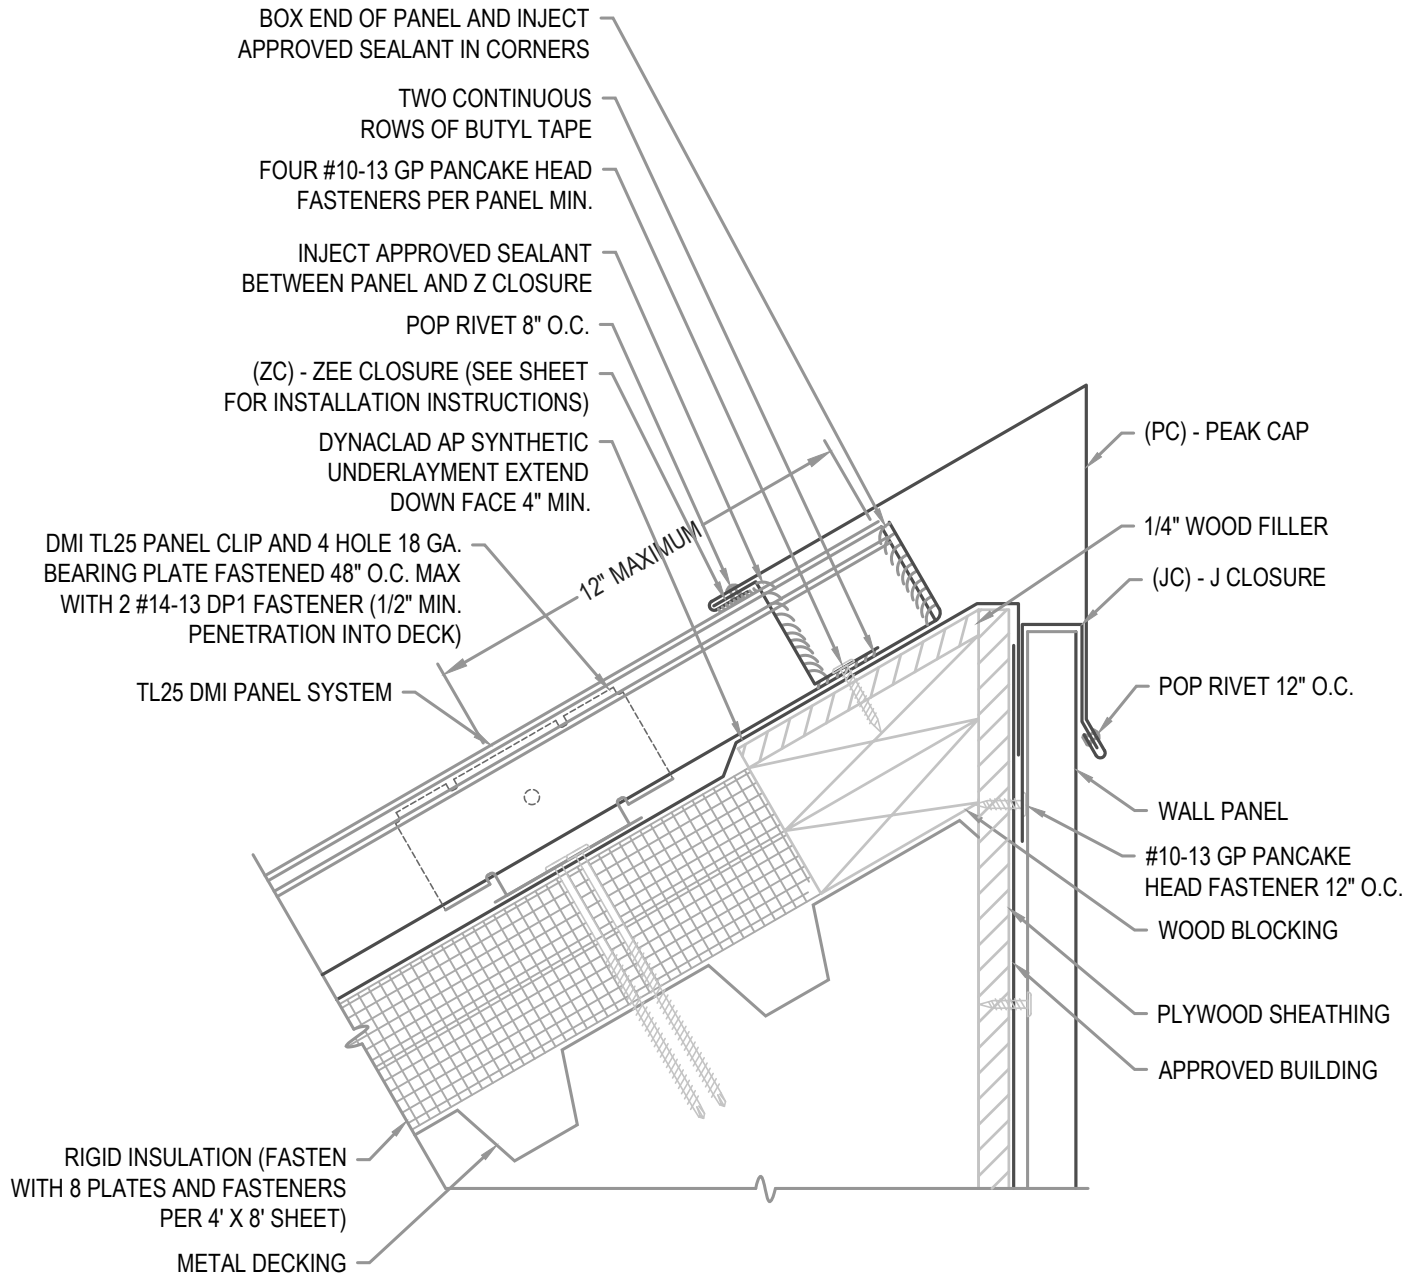 BOX END OF PANEL AND INJECT
APPROVED SEALANT IN CORNERS
TWO CONTINUOUS
ROWS OF BUTYL TAPE
FOUR #10-13 GP PANCAKE HEAD
FASTENERS PER PANEL MIN.
INJECT APPROVED SEALANT
BETWEEN PANEL AND Z CLOSURE
POP RIVET 8" O.C.
(ZC) - ZEE CLOSURE (SEE SHEET
FOR INSTALLATION INSTRUCTIONS)
DYNACLAD AP SYNTHETIC
UNDERLAYMENT EXTEND
DOWN FACE 4" MIN.
DMI TL25 PANEL CLIP AND 4 HOLE 18 GA.
BEARING PLATE FASTENED 48" O.C. MAX
WITH 2 #14-13 DP1 FASTENER (1/2" MIN.
PENETRATION INTO DECK)
TL25 DMI PANEL SYSTEM
12" MAXIMUM
RIGID INSULATION (FASTEN
WITH 8 PLATES AND FASTENERS
PER 4' X 8' SHEET)
METAL DECKING
(PC) - PEAK CAP
1/4" WOOD FILLER
(JC) - J CLOSURE
POP RIVET 12" O.C.
WALL PANEL
#10-13 GP PANCAKE
HEAD FASTENER 12" O.C.
WOOD BLOCKING
PLYWOOD SHEATHING
APPROVED BUILDING